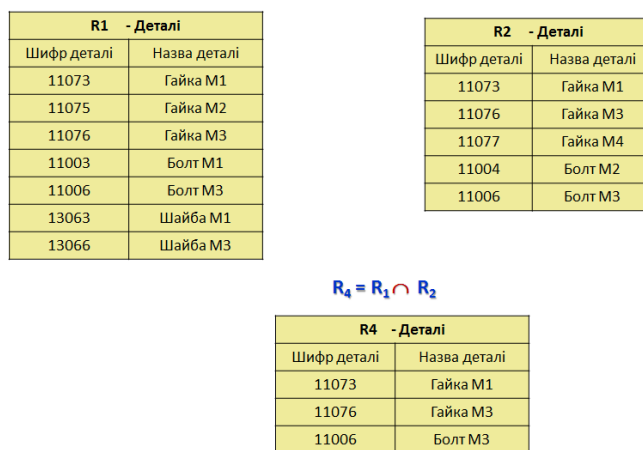 R1 - Деталі
Шифр деталі Назва деталі
11073 Гайка М1
11075 Гайка М2
11076 Гайка М3
11003 Болт М1
11006 Болт М3
13063 Шайба М1
13066 Шайба М3
R2 - Деталі
Шифр деталі Назва деталі
11073 Гайка М1
11076 Гайка М3
11077 Гайка М4
11004 Болт М2
11006 Болт М3
R4 = R1 ∩ R2
R4 - Деталі
Шифр деталі Назва деталі
11073 Гайка М1
11076 Гайка М3
11006 Болт М3